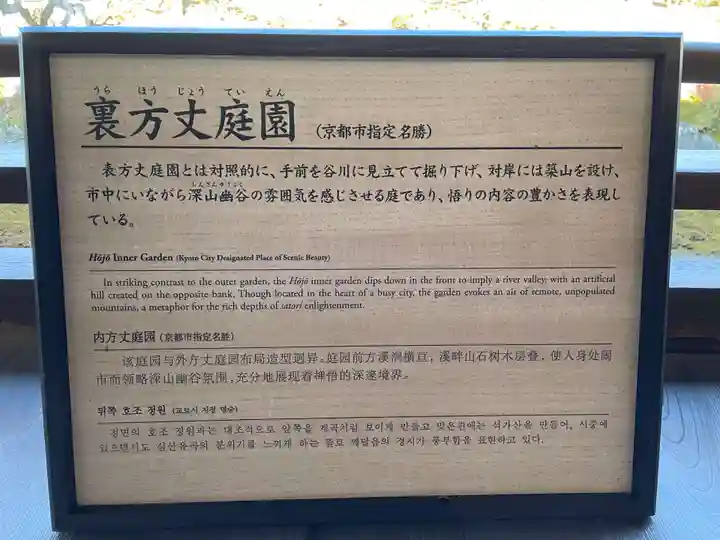 うら ほう じょう てい えん
裏方丈庭園 (京都市指定名勝)
表方丈庭園とは対照的に、手前を谷川に見立てて掘り下げ、対岸には築山を設け、
しんざんゆうこく
市中にいながら深山幽谷の雰囲気を感じさせる庭であり、悟りの内容の豊かさを表現し
ている。
Hōjō Inner Garden (Kyoto City Designated Place of Scenic Beauty)
In striking contrast to the outer garden, the Hōjō inner garden dips down in the front to imply a river valley; with an artificial
hill created on the opposite bank. Though located in the heart of a busy city, the garden evokes an air of remote, unpopulated
mountains, a metaphor for the rich depths of satori enlightenment.
内方丈庭园 (京都市指定名胜)
该庭园与外方丈庭园布局造型迥异。庭园前方溪涧横亘，溪畔山石树木层叠，使人身处闹
市而领略深山幽谷氛围，充分地展现着禅悟的深邃境界。
뒤쪽 호조 정원 (교토시 지정 명승)
정면의 호조 정원과는 대조적으로 앞쪽을 계곡처럼 보이게 만들고 맞은편에는 석가산을 만들어, 시중에
있으면서도 심산유곡의 분위기를 느끼게 하는 뜰로 깨달음의 경지가 풍부함을 표현하고 있다.